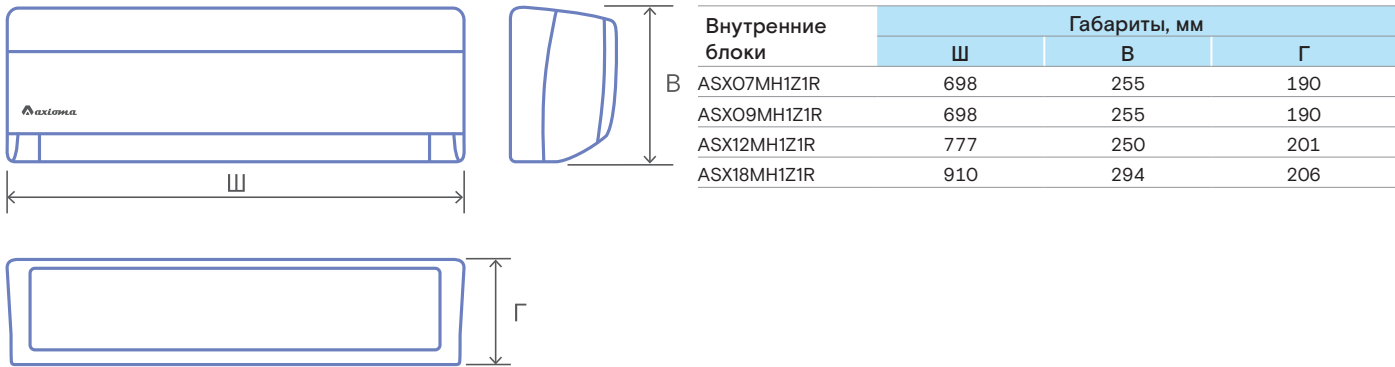 axioma
Ш
В
Г
Внутренние блоки
Габариты, мм
Ш В Г
ASX07MH1Z1R 698 255 190
ASX09MH1Z1R 698 255 190
ASX12MH1Z1R 777 250 201
ASX18MH1Z1R 910 294 206